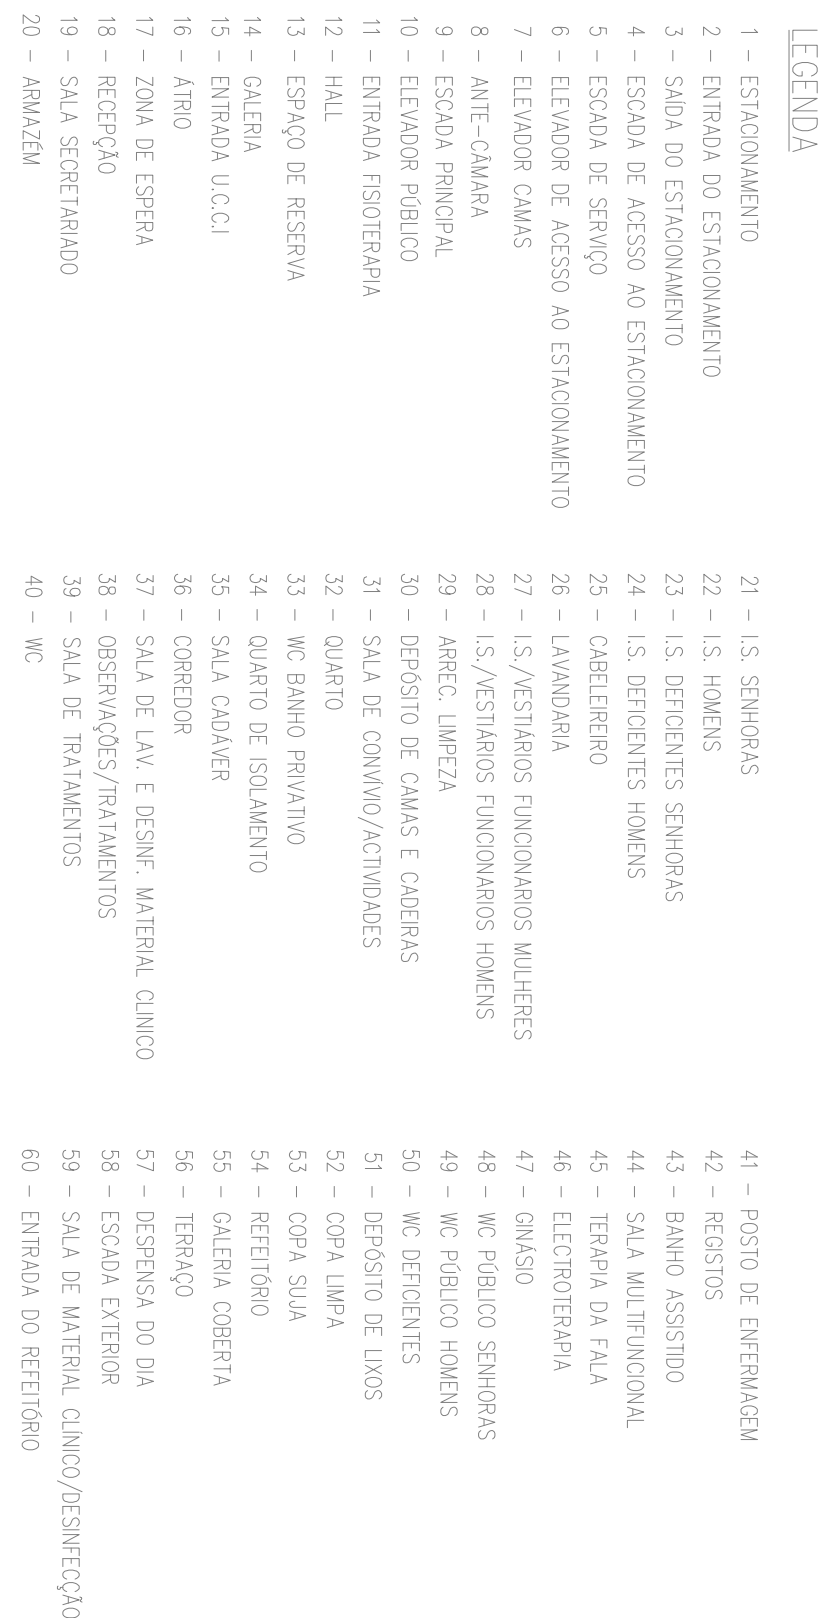 LEGENDA
1 – ESTACIONAMENTO
2 – ENTRADA DO ESTACIONAMENTO
3 – SAÍDA DO ESTACIONAMENTO
4 – ESCADA DE ACESSO AO ESTACIONAMENTO
5 – ESCADA DE SERVIÇO
6 – ELEVADOR DE ACESSO AO ESTACIONAMENTO
7 – ELEVADOR CAMAS
8 – ANTE–CÂMARA
9 – ESCADA PRINCIPAL
10 – ELEVADOR PÚBLICO
11 – ENTRADA FISIOTERAPIA
12 – HALL
13 – ESPAÇO DE RESERVA
14 – GALERIA
15 – ENTRADA U.C.C.I
16 – ÁTRIO
17 – ZONA DE ESPERA
18 – RECEPÇÃO
19 – SALA SECRETARIADO
20 – ARMAZÉM
21 – I.S. SENHORAS
22 – I.S. HOMENS
23 – I.S. DEFICIENTES SENHORAS
24 – I.S. DEFICIENTES HOMENS
25 – CABELEIREIRO
26 – LAVANDARIA
27 – I.S./VESTIÁRIOS FUNCIONARIOS MULHERES
28 – I.S./VESTIÁRIOS FUNCIONARIOS HOMENS
29 – ARREC. LIMPEZA
30 – DEPÓSITO DE CAMAS E CADEIRAS
31 – SALA DE CONVÍVIO/ACTIVIDADES
32 – QUARTO
33 – WC BANHO PRIVATIVO
34 – QUARTO DE ISOLAMENTO
35 – SALA CADÁVER
36 – CORREDOR
37 – SALA DE LAV. E DESINF. MATERIAL CLINICO
38 – OBSERVAÇÕES/TRATAMENTOS
39 – SALA DE TRATAMENTOS
40 – WC
41 – POSTO DE ENFERMAGEM
42 – REGISTOS
43 – BANHO ASSISTIDO
44 – SALA MULTIFUNCIONAL
45 – TERAPIA DA FALA
46 – ELECTROTERAPIA
47 – GINÁSIO
48 – WC PÚBLICO SENHORAS
49 – WC PÚBLICO HOMENS
50 – WC DEFICIENTES
51 – DEPÓSITO DE LIXOS
52 – COPA LIMPA
53 – COPA SUJA
54 – REFEITÓRIO
55 – GALERIA COBERTA
56 – TERRAÇO
57 – DESPENSA DO DIA
58 – ESCADA EXTERIOR
59 – SALA DE MATERIAL CLÍNICO/DESINFECÇÃO
60 – ENTRADA DO REFEITÓRIO